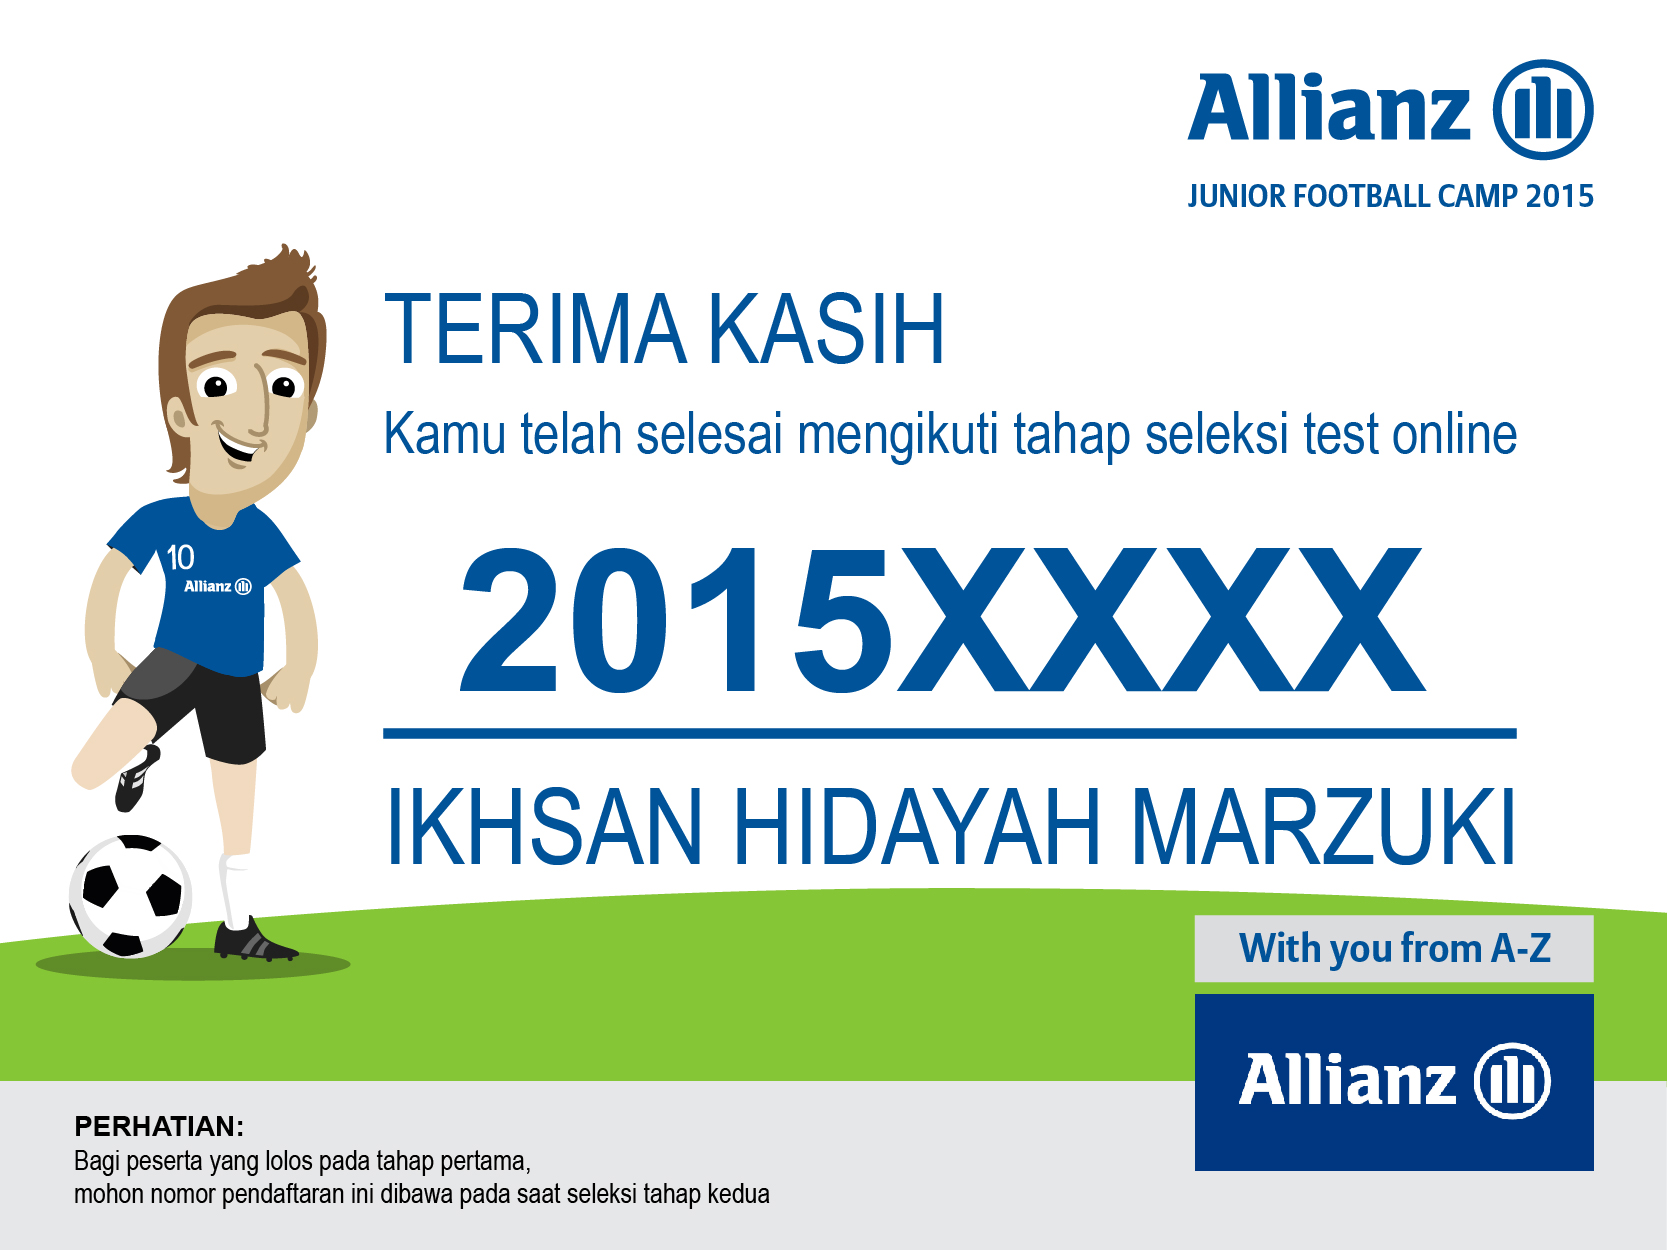 Allianz
JUNIOR FOOTBALL CAMP 2015
TERIMA KASIH
Kamu telah selesai mengikuti tahap seleksi test online
10
Allianz
2015XXXX
IKHSAN HIDAYAH MARZUKI
With you from A-Z
Allianz
PERHATIAN:
Bagi peserta yang lolos pada tahap pertama,
mohon nomor pendaftaran ini dibawa pada saat seleksi tahap kedua